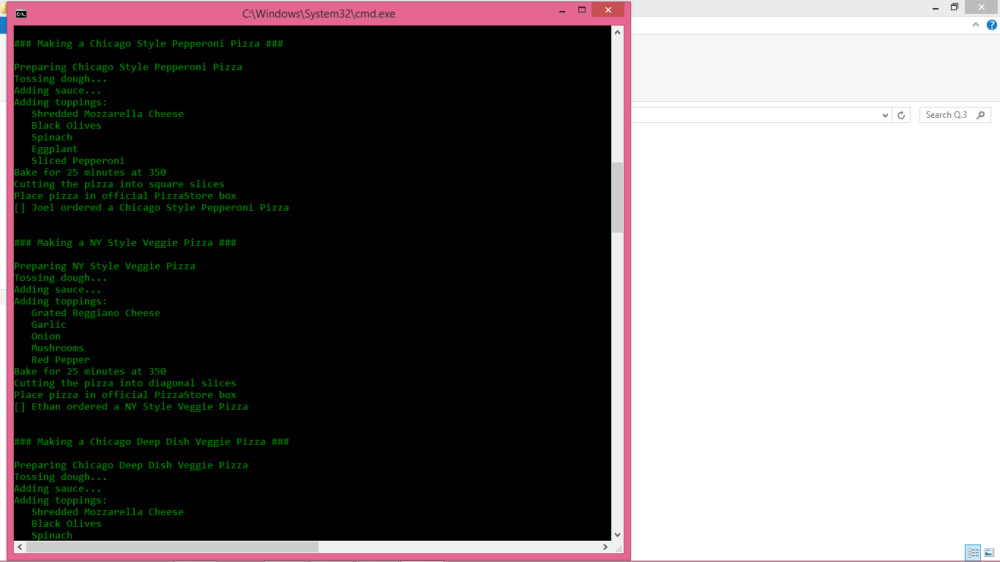 C:\Windows\System32\cmd.exe
### Making a Chicago Style Pepperoni Pizza ###
Preparing Chicago Style Pepperoni Pizza
Tossing dough...
Adding sauce...
Adding toppings:
Shredded Mozzarella Cheese
Black Olives
Spinach
Eggplant
Sliced Pepperoni
Bake for 25 minutes at 350
Cutting the pizza into square slices
Place pizza in official PizzaStore box
[] Joel ordered a Chicago Style Pepperoni Pizza
### Making a NY Style Veggie Pizza ###
Preparing NY Style Veggie Pizza
Tossing dough...
Adding sauce...
Adding toppings:
Grated Reggiano Cheese
Garlic
Onion
Mushrooms
Red Pepper
Bake for 25 minutes at 350
Cutting the pizza into diagonal slices
Place pizza in official PizzaStore box
[] Ethan ordered a NY Style Veggie Pizza
### Making a Chicago Deep Dish Veggie Pizza ###
Preparing Chicago Deep Dish Veggie Pizza
Tossing dough...
Adding sauce...
Adding toppings:
Shredded Mozzarella Cheese
Black Olives
Spinach
Search Q.3